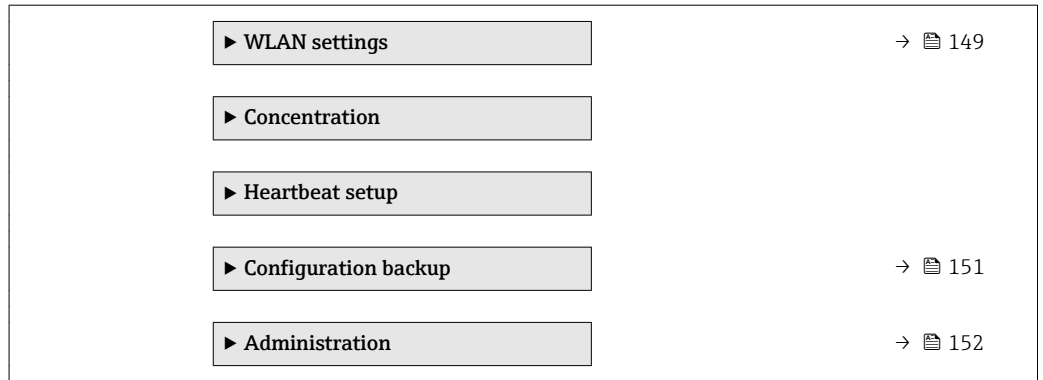 ▶ WLAN settings → 149
▶ Concentration
▶ Heartbeat setup
▶ Configuration backup → 151
▶ Administration → 152